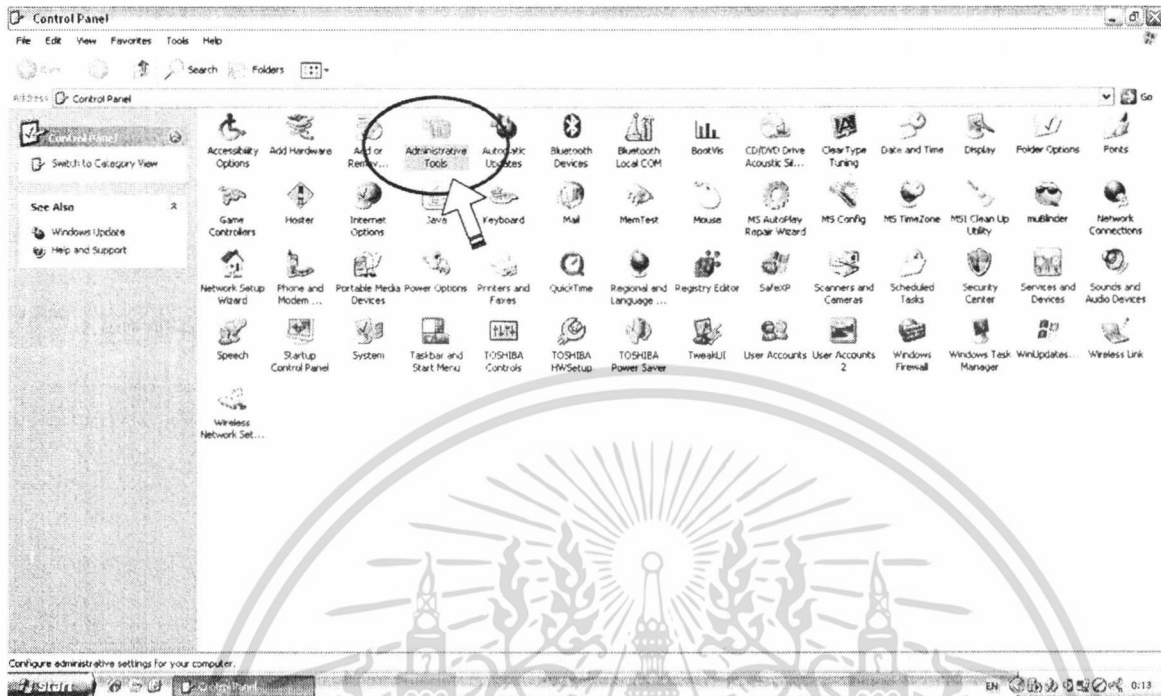 Control Panel
File Edit View Favorites Tools Help
Search Folders
Address Control Panel Go
Control Panel
Switch to Category View
See Also
Windows Update
Help and Support
Accessibility Options
Add Hardware
Add or Remov...
Administrative Tools
Automatic Updates
Bluetooth Devices
Bluetooth Local COM
BootVis
CD/DVD Drive Acoustic Sil...
ClearType Tuning
Date and Time
Display
Folder Options
Fonts
Game Controllers
Hoster
Internet Options
Java
Keyboard
Mail
MemTest
Mouse
MS AutoPlay Repair Wizard
MS Config
MS TimeZone
MSI Clean Up Utility
muBlinder
Network Connections
Network Setup Wizard
Phone and Modem ...
Portable Media Devices
Power Options
Printers and Faxes
QuickTime
Regional and Language ...
Registry Editor
SafeXP
Scanners and Cameras
Scheduled Tasks
Security Center
Services and Devices
Sounds and Audio Devices
Speech
Startup Control Panel
System
Taskbar and Start Menu
TOSHIBA Controls
TOSHIBA HWSetup
TOSHIBA Power Saver
TweakUI
User Accounts
User Accounts 2
Windows Firewall
Windows Task Manager
WinUpdates...
Wireless Link
Wireless Network Set...
Configure administrative settings for your computer.
Start Control Panel EN 0:13